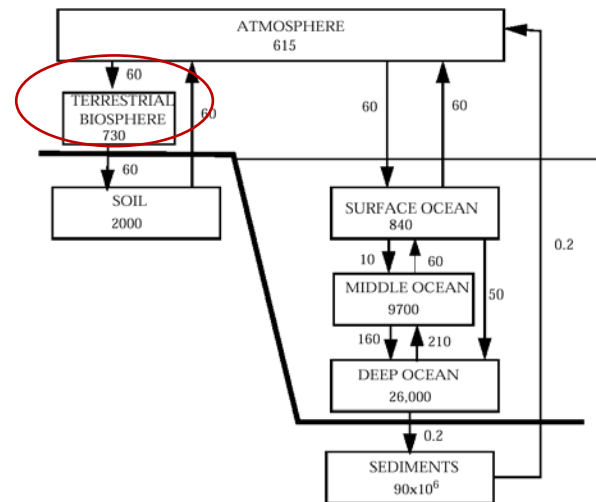 ATMOSPHERE
615
60
TERRESTRIAL
BIOSPHERE
730
60
60
60
60
SOIL
2000
SURFACE OCEAN
840
0.2
10
60
50
MIDDLE OCEAN
9700
160
210
DEEP OCEAN
26,000
0.2
SEDIMENTS
90x10⁶